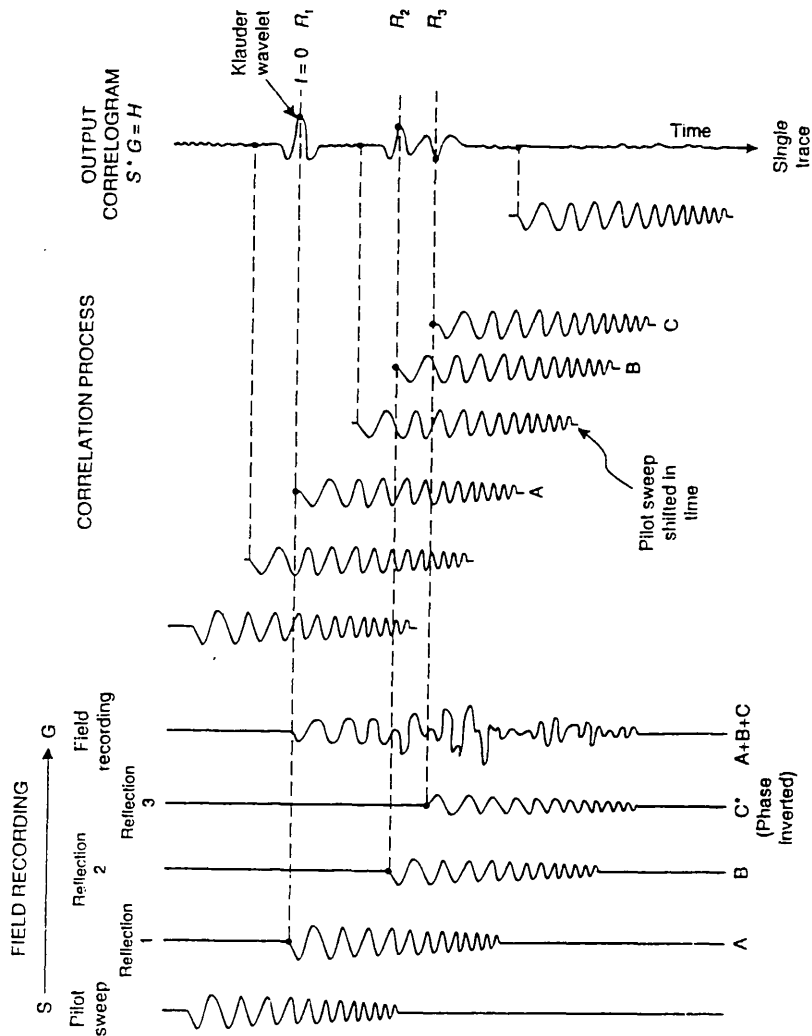 FIELD RECORDING
S
G
Pilot
sweep
Reflection
1
Reflection
2
Reflection
3
Field
recording
A
B
C*
(Phase
inverted)
A+B+C
CORRELATION PROCESS
A
Pilot sweep
shifted in
time
B
C
OUTPUT
CORRELOGRAM
S * G = H
Klauder
wavelet
t = 0
R1
R2
R3
Time
Single
trace